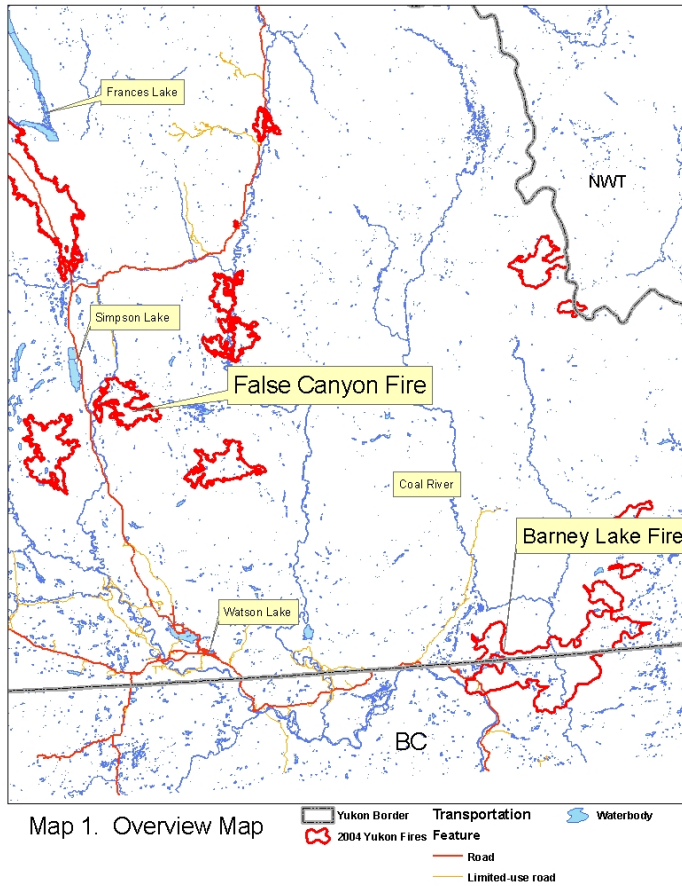 Frances Lake
NWT
Simpson Lake
False Canyon Fire
Coal River
Barney Lake Fire
Watson Lake
BC
Map 1. Overview Map
Yukon Border
2004 Yukon Fires
Transportation
Feature
Road
Limited-use road
Waterbody